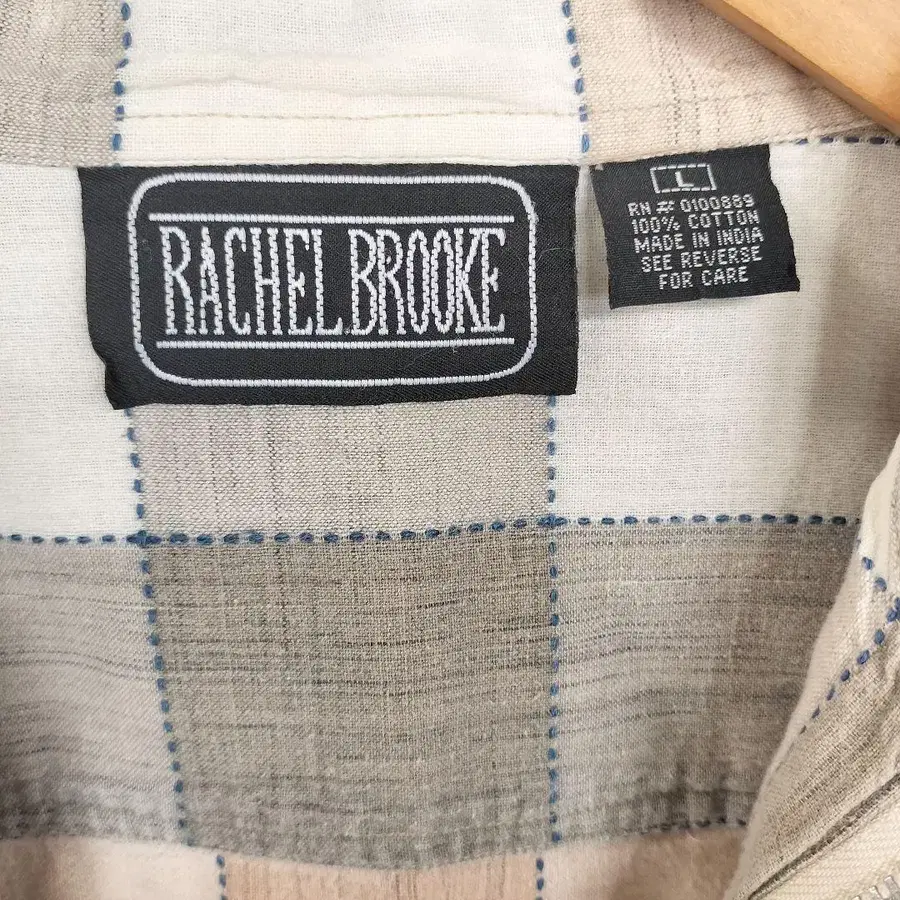 RACHEL BROOKE
L
RN # 0100889
100% COTTON
MADE IN INDIA
SEE REVERSE
FOR CARE